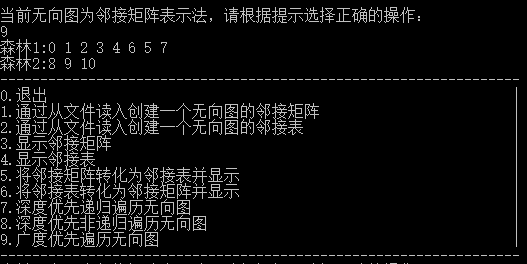 当前无向图为邻接矩阵表示法，请根据提示选择正确的操作：
9
森林1:0 1 2 3 4 5 6 7
森林2:8 9 10
0.退出
1.通过从文件读入创建一个无向图的邻接矩阵
2.通过从文件读入创建一个无向图的邻接表
3.显示邻接矩阵
4.显示邻接表
5.将邻接矩阵转化为邻接表并显示
6.将邻接表转化为邻接矩阵并显示
7.深度优先递归遍历无向图
8.深度优先非递归遍历无向图
9.广度优先遍历无向图